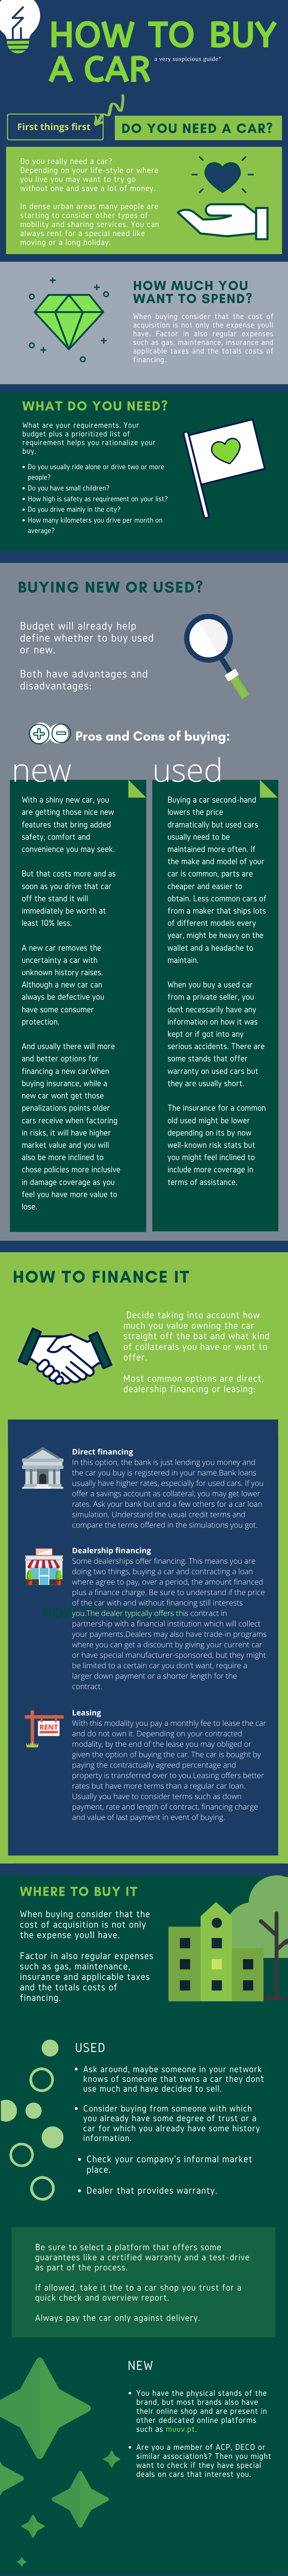 HOW TO BUY
A CAR
a very suspicious guide*
First things first
DO YOU NEED A CAR?
Do you really need a car?
Depending on your life-style or where
you live you may want to try go
without one and save a lot of money.
In dense urban areas many people are
starting to consider other types of
mobility and sharing services. You can
always rent for a special need like
moving or a long holiday.
HOW MUCH YOU
WANT TO SPEND?
When buying consider that the cost of
acquisition is not only the expense youll
have. Factor in also regular expenses
such as gas, maintenance, insurance and
applicable taxes and the totals costs of
financing.
WHAT DO YOU NEED?
What are your requirements. Your
budget plus a prioritized list of
requirement helps you rationalize your
buy.
• Do you usually ride alone or drive two or more
people?
• Do you have small children?
• How high is safety as requirement on your list?
• Do you drive mainly in the city?
• How many kilometers you drive per month on
average?
BUYING NEW OR USED?
Budget will already help
define whether to buy used
or new.
Both have advantages and
disadvantages:
Pros and Cons of buying:
new
With a shiny new car, you
are getting those nice new
features that bring added
safety, comfort and
convenience you may seek.
But that costs more and as
soon as you drive that car
off the stand it will
immediately be worth at
least 10% less.
A new car removes the
uncertainty a car with
unknown history raises.
Although a new car can
always be defective you
have some consumer
protection.
And usually there will more
and better options for
financing a new car.When
buying insurance, while a
new car wont get those
penalizations points older
cars receive when factoring
in risks, it will have higher
market value and you will
also be more inclined to
chose policies more inclusive
in damage coverage as you
feel you have more value to
lose.
used
Buying a car second-hand
lowers the price
dramatically but used cars
usually need to be
maintained more often. If
the make and model of your
car is common, parts are
cheaper and easier to
obtain. Less common cars of
from a maker that ships lots
of different models every
year, might be heavy on the
wallet and a headache to
maintain.
When you buy a used car
from a private seller, you
dont necessarily have any
information on how it was
kept or if got into any
serious accidents. There are
some stands that offer
warranty on used cars but
they are usually short.
The insurance for a common
old used might be lower
depending on its by now
well-known risk stats but
you might feel inclined to
include more coverage in
terms of assistance.
HOW TO FINANCE IT
Decide taking into account how
much you value owning the car
straight off the bat and what kind
of collaterals you have or want to
offer.
Most common options are direct,
dealership financing or leasing:
Direct financing
In this option, the bank is just lending you money and
the car you buy is registered in your name.Bank loans
usually have higher rates, especially for used cars. If you
offer a savings account as collateral, you may get lower
rates. Ask your bank but and a few others for a car loan
simulation. Understand the usual credit terms and
compare the terms offered in the simulations you got.
Dealership financing
Some dealerships offer financing. This means you are
doing two things, buying a car and contracting a loan
where agree to pay, over a period, the amount financed
plus a finance charge. Be sure to understand if the price
of the car with and without financing still interests
you.The dealer typically offers this contract in
partnership with a financial institution which will collect
your payments.Dealers may also have trade-in programs
where you can get a discount by giving your current car
or have special manufacturer-sponsored, but they might
be limited to a certain car you don't want, require a
larger down payment or a shorter length for the
contract.
RENT
Leasing
With this modality you pay a monthly fee to lease the car
and do not own it. Depending on your contracted
modality, by the end of the lease you may obliged or
given the option of buying the car. The car is bought by
paying the contractually agreed percentage and
property is transferred over to you.Leasing offers better
rates but have more terms than a regular car loan.
Usually you have to consider terms such as down
payment, rate and length of contract, financing charge
and value of last payment in event of buying.
WHERE TO BUY IT
When buying consider that the
cost of acquisition is not only
the expense youll have.
Factor in also regular expenses
such as gas, maintenance,
insurance and applicable taxes
and the totals costs of
financing.
USED
• Ask around, maybe someone in your network
knows of someone that owns a car they dont
use much and have decided to sell.
• Consider buying from someone with which
you already have some degree of trust or a
car for which you already have some history
information.
• Check your company's informal market
place.
• Dealer that provides warranty.
Be sure to select a platform that offers some
guarantees like a certified warranty and a test-drive
as part of the process.
If allowed, take it the to a car shop you trust for a
quick check and overview report.
Always pay the car only against delivery.
NEW
• You have the physical stands of the
brand, but most brands also have
their online shop and are present in
other dedicated online platforms
such as muuv.pt.
• Are you a member of ACP, DECO or
similar association's? Then you might
want to check if they have special
deals on cars that interest you.